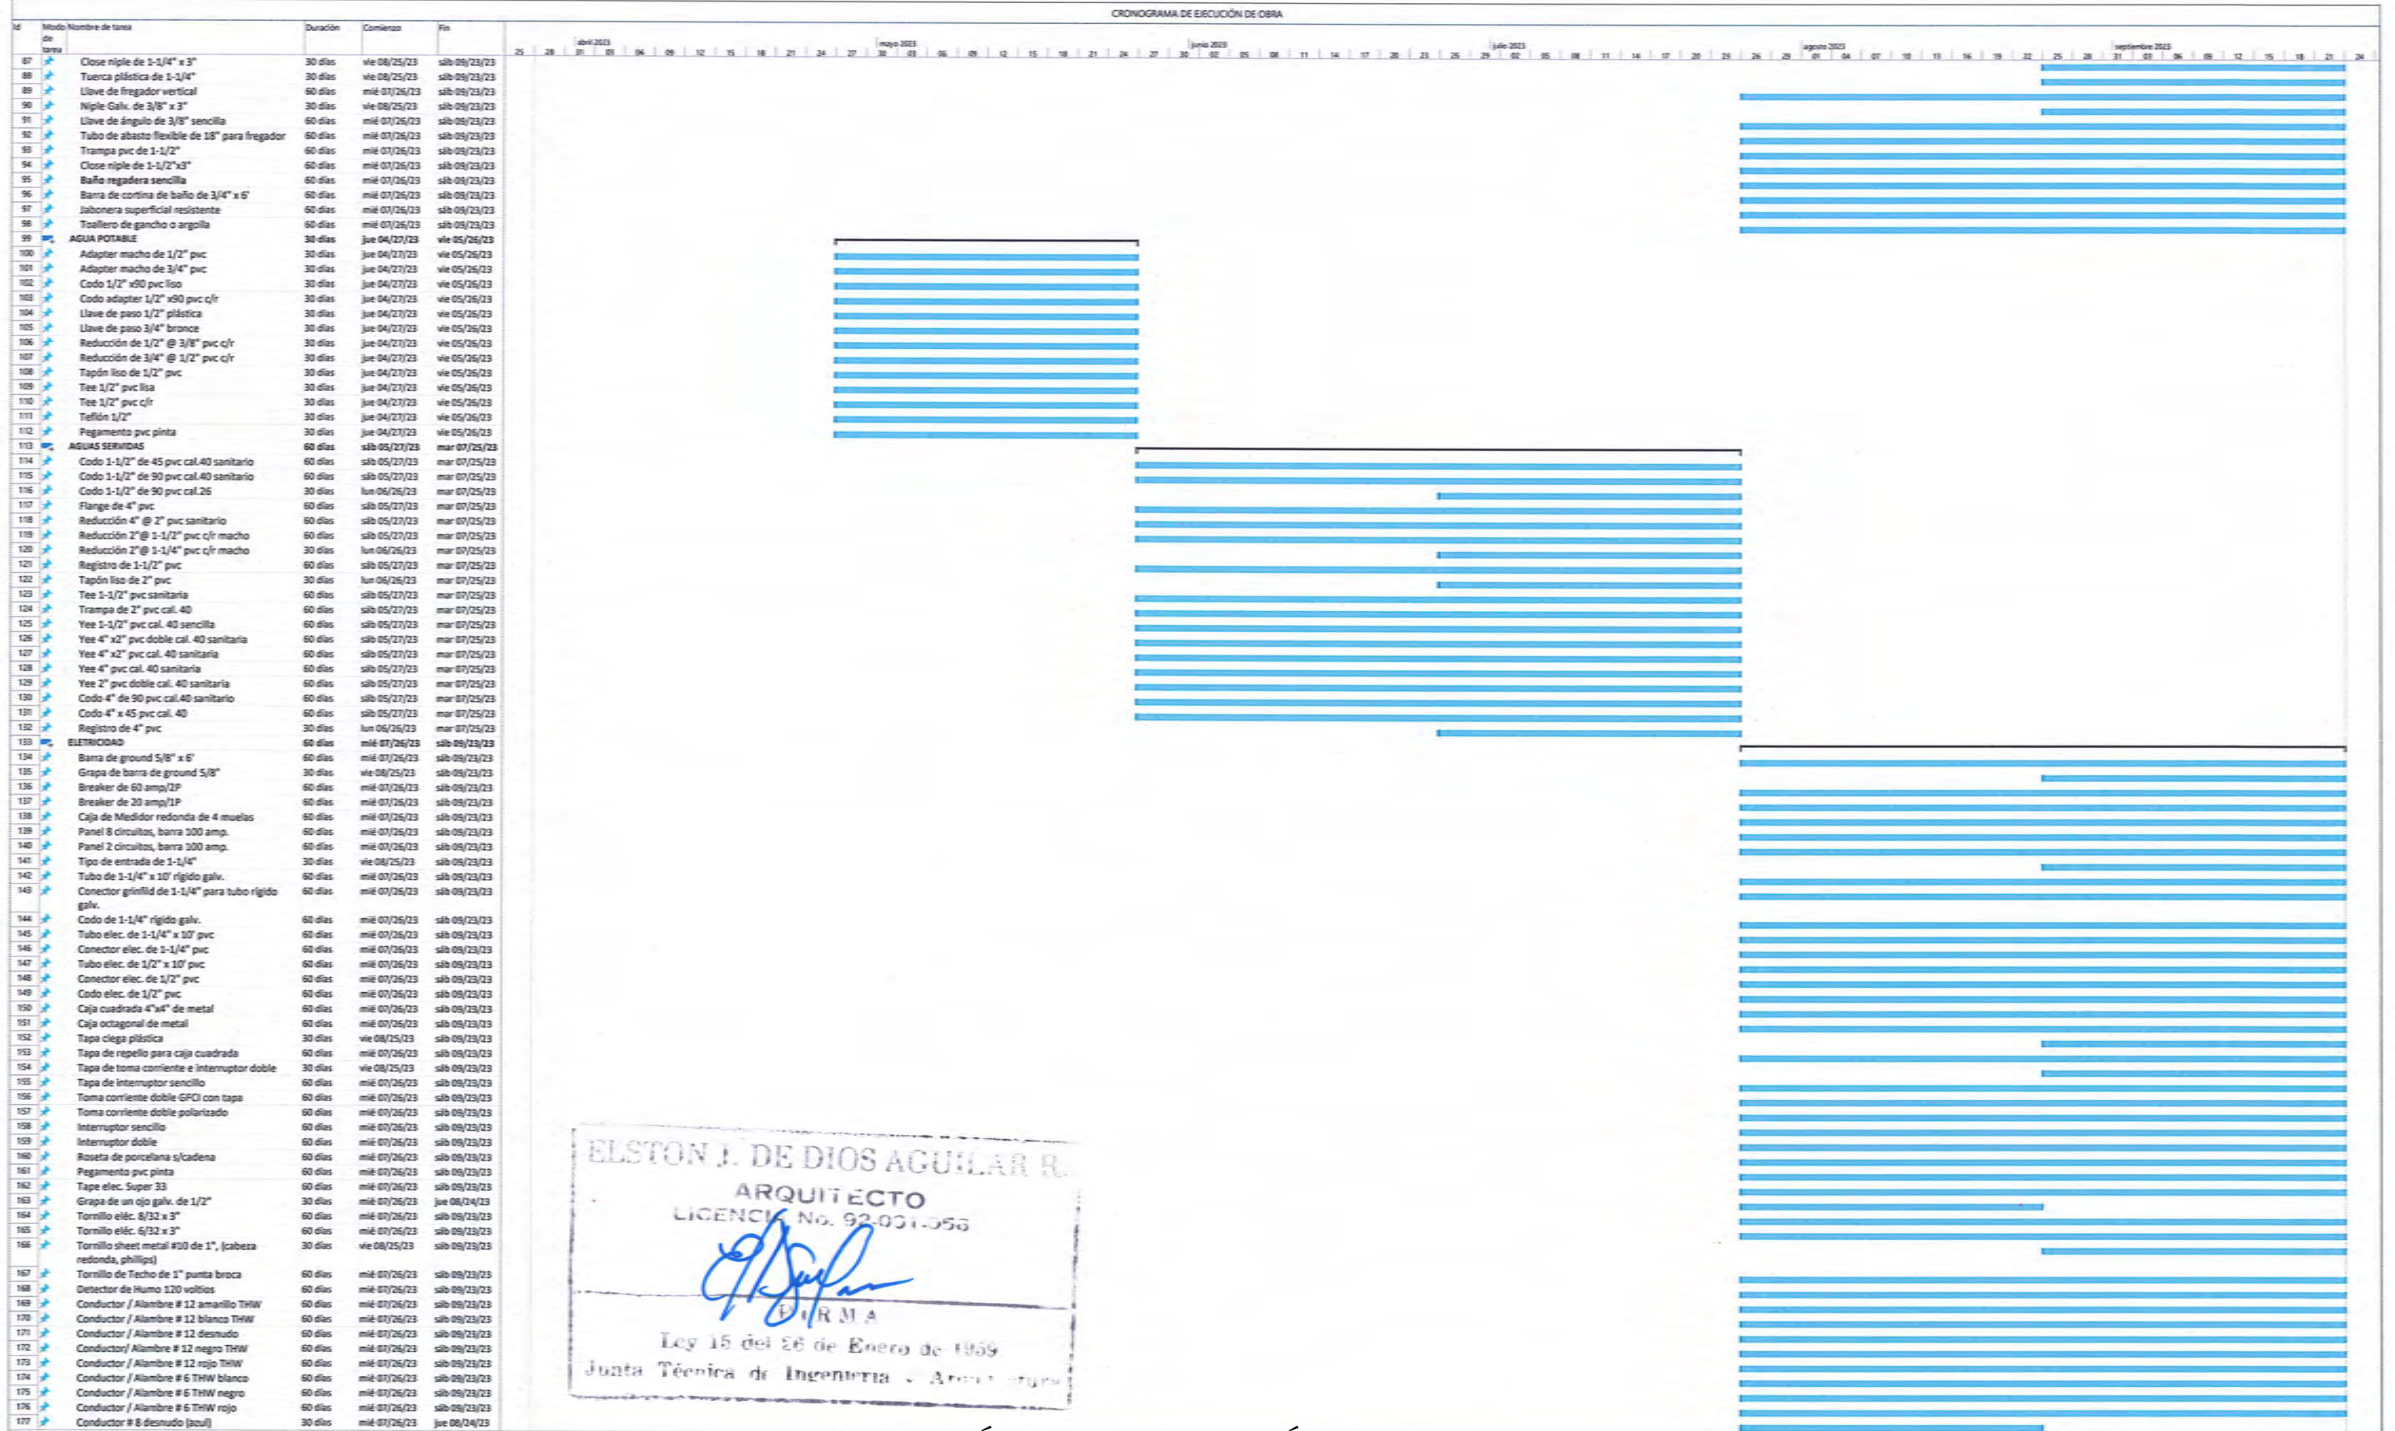 CRONOGRAMA DE EJECUCIÓN DE OBRA
Id Modo de tarea Nombre de tarea Duración Comienzo Fin
abril 2023 mayo 2023 junio 2023 julio 2023 agosto 2023 septiembre 2023
25 28 31 03 06 09 12 15 18 21 24 27 30 03 06 09 12 15 18 21 24 27 30 02 05 08 11 14 17 20 23 26 29 02 05 08 11 14 17 20 23 26 29 01 04 07 10 13 16 19 22 25 28 31 03 06 09 12 15 18 21 24
87 Close niple de 1-1/4" x 3" 30 días vie 08/25/23 sáb 09/23/23
88 Tuerca plástica de 1-1/4" 30 días vie 08/25/23 sáb 09/23/23
89 Llave de fregador vertical 60 días mié 07/26/23 sáb 09/23/23
90 Niple Galv. de 3/8" x 3" 30 días vie 08/25/23 sáb 09/23/23
91 Llave de ángulo de 3/8" sencilla 60 días mié 07/26/23 sáb 09/23/23
92 Tubo de abasto flexible de 18" para fregador 60 días mié 07/26/23 sáb 09/23/23
93 Trampa pvc de 1-1/2" 60 días mié 07/26/23 sáb 09/23/23
94 Close niple de 1-1/2"x3" 60 días mié 07/26/23 sáb 09/23/23
95 Baño regadera sencilla 60 días mié 07/26/23 sáb 09/23/23
96 Barra de cortina de baño de 3/4" x 6' 60 días mié 07/26/23 sáb 09/23/23
97 Jabonera superficial resistente 60 días mié 07/26/23 sáb 09/23/23
98 Toallero de gancho o argolla 60 días mié 07/26/23 sáb 09/23/23
99 AGUA POTABLE 30 días jue 04/27/23 vie 05/26/23
100 Adapter macho de 1/2" pvc 30 días jue 04/27/23 vie 05/26/23
101 Adapter macho de 3/4" pvc 30 días jue 04/27/23 vie 05/26/23
102 Codo 1/2" x90 pvc liso 30 días jue 04/27/23 vie 05/26/23
103 Codo adapter 1/2" x90 pvc c/r 30 días jue 04/27/23 vie 05/26/23
104 Llave de paso 1/2" plástica 30 días jue 04/27/23 vie 05/26/23
105 Llave de paso 3/4" bronce 30 días jue 04/27/23 vie 05/26/23
106 Reducción de 1/2" @ 3/8" pvc c/r 30 días jue 04/27/23 vie 05/26/23
107 Reducción de 3/4" @ 1/2" pvc c/r 30 días jue 04/27/23 vie 05/26/23
108 Tapón liso de 1/2" pvc 30 días jue 04/27/23 vie 05/26/23
109 Tee 1/2" pvc lisa 30 días jue 04/27/23 vie 05/26/23
110 Tee 1/2" pvc c/r 30 días jue 04/27/23 vie 05/26/23
111 Teflón 1/2" 30 días jue 04/27/23 vie 05/26/23
112 Pegamento pvc pinta 30 días jue 04/27/23 vie 05/26/23
113 AGUAS SERVIDAS 60 días sáb 05/27/23 mar 07/25/23
114 Codo 1-1/2" de 45 pvc cal.40 sanitario 60 días sáb 05/27/23 mar 07/25/23
115 Codo 1-1/2" de 90 pvc cal.40 sanitario 60 días sáb 05/27/23 mar 07/25/23
116 Codo 1-1/2" de 90 pvc cal.26 30 días lun 06/26/23 mar 07/25/23
117 Flange de 4" pvc 60 días sáb 05/27/23 mar 07/25/23
118 Reducción 4" @ 2" pvc sanitario 60 días sáb 05/27/23 mar 07/25/23
119 Reducción 2"@ 1-1/2" pvc c/r macho 60 días sáb 05/27/23 mar 07/25/23
120 Reducción 2"@ 1-1/4" pvc c/r macho 30 días lun 06/26/23 mar 07/25/23
121 Registro de 1-1/2" pvc 60 días sáb 05/27/23 mar 07/25/23
122 Tapón liso de 2" pvc 30 días lun 06/26/23 mar 07/25/23
123 Tee 1-1/2" pvc sanitaria 60 días sáb 05/27/23 mar 07/25/23
124 Trampa de 2" pvc cal. 40 60 días sáb 05/27/23 mar 07/25/23
125 Yee 1-1/2" pvc cal. 40 sencilla 60 días sáb 05/27/23 mar 07/25/23
126 Yee 4" x2" pvc doble cal. 40 sanitaria 60 días sáb 05/27/23 mar 07/25/23
127 Yee 4" x2" pvc cal. 40 sanitaria 60 días sáb 05/27/23 mar 07/25/23
128 Yee 4" pvc cal. 40 sanitaria 60 días sáb 05/27/23 mar 07/25/23
129 Yee 2" pvc doble cal. 40 sanitaria 60 días sáb 05/27/23 mar 07/25/23
130 Codo 4" de 90 pvc cal.40 sanitario 60 días sáb 05/27/23 mar 07/25/23
131 Codo 4" x 45 pvc cal. 40 60 días sáb 05/27/23 mar 07/25/23
132 Registro de 4" pvc 30 días lun 06/26/23 mar 07/25/23
133 ELETRICIDAD 60 días mié 07/26/23 sáb 09/23/23
134 Barra de ground 5/8" x 6' 60 días mié 07/26/23 sáb 09/23/23
135 Grapa de barra de ground 5/8" 30 días vie 08/25/23 sáb 09/23/23
136 Breaker de 60 amp/2P 60 días mié 07/26/23 sáb 09/23/23
137 Breaker de 20 amp/1P 60 días mié 07/26/23 sáb 09/23/23
138 Caja de Medidor redonda de 4 muelas 60 días mié 07/26/23 sáb 09/23/23
139 Panel 8 circuitos, barra 100 amp. 60 días mié 07/26/23 sáb 09/23/23
140 Panel 2 circuitos, barra 100 amp. 60 días mié 07/26/23 sáb 09/23/23
141 Tipo de entrada de 1-1/4" 30 días vie 08/25/23 sáb 09/23/23
142 Tubo de 1-1/4" x 10' rígido galv. 60 días mié 07/26/23 sáb 09/23/23
143 Conector grinfild de 1-1/4" para tubo rígido galv. 60 días mié 07/26/23 sáb 09/23/23
144 Codo de 1-1/4" rígido galv. 60 días mié 07/26/23 sáb 09/23/23
145 Tubo elec. de 1-1/4" x 10' pvc 60 días mié 07/26/23 sáb 09/23/23
146 Conector elec. de 1-1/4" pvc 60 días mié 07/26/23 sáb 09/23/23
147 Tubo elec. de 1/2" x 10' pvc 60 días mié 07/26/23 sáb 09/23/23
148 Conector elec. de 1/2" pvc 60 días mié 07/26/23 sáb 09/23/23
149 Codo elec. de 1/2" pvc 60 días mié 07/26/23 sáb 09/23/23
150 Caja cuadrada 4"x4" de metal 60 días mié 07/26/23 sáb 09/23/23
151 Caja octagonal de metal 60 días mié 07/26/23 sáb 09/23/23
152 Tapa ciega plástica 30 días vie 08/25/23 sáb 09/23/23
153 Tapa de repello para caja cuadrada 60 días mié 07/26/23 sáb 09/23/23
154 Tapa de toma corriente e interruptor doble 30 días vie 08/25/23 sáb 09/23/23
155 Tapa de interruptor sencillo 60 días mié 07/26/23 sáb 09/23/23
156 Toma corriente doble GFCI con tapa 60 días mié 07/26/23 sáb 09/23/23
157 Toma corriente doble polarizado 60 días mié 07/26/23 sáb 09/23/23
158 Interruptor sencillo 60 días mié 07/26/23 sáb 09/23/23
159 Interruptor doble 60 días mié 07/26/23 sáb 09/23/23
160 Roseta de porcelana s/cadena 60 días mié 07/26/23 sáb 09/23/23
161 Pegamento pvc pinta 60 días mié 07/26/23 sáb 09/23/23
162 Tape elec. Super 33 60 días mié 07/26/23 sáb 09/23/23
163 Grapa de un ojo galv. de 1/2" 30 días mié 07/26/23 jue 08/24/23
164 Tornillo eléc. 8/32 x 3" 60 días mié 07/26/23 sáb 09/23/23
165 Tornillo eléc. 6/32 x 3" 60 días mié 07/26/23 sáb 09/23/23
166 Tornillo sheet metal #10 de 1", (cabeza redonda, phillips) 30 días vie 08/25/23 sáb 09/23/23
167 Tornillo de Techo de 1" punta broca 60 días mié 07/26/23 sáb 09/23/23
168 Detector de Humo 120 voltios 60 días mié 07/26/23 sáb 09/23/23
169 Conductor / Alambre # 12 amarillo THW 60 días mié 07/26/23 sáb 09/23/23
170 Conductor / Alambre # 12 blanco THW 60 días mié 07/26/23 sáb 09/23/23
171 Conductor / Alambre # 12 desnudo 60 días mié 07/26/23 sáb 09/23/23
172 Conductor/ Alambre # 12 negro THW 60 días mié 07/26/23 sáb 09/23/23
173 Conductor / Alambre # 12 rojo THW 60 días mié 07/26/23 sáb 09/23/23
174 Conductor / Alambre # 6 THW blanco 60 días mié 07/26/23 sáb 09/23/23
175 Conductor / Alambre # 6 THW negro 60 días mié 07/26/23 sáb 09/23/23
176 Conductor / Alambre # 6 THW rojo 60 días mié 07/26/23 sáb 09/23/23
177 Conductor # 8 desnudo (azul) 30 días mié 07/26/23 jue 08/24/23
ELSTON J. DE DIOS AGUILAR R.
ARQUITECTO
LICENCIA No. 92-001-056
FIRMA
Ley 15 del 26 de Enero de 1959
Junta Técnica de Ingeniería